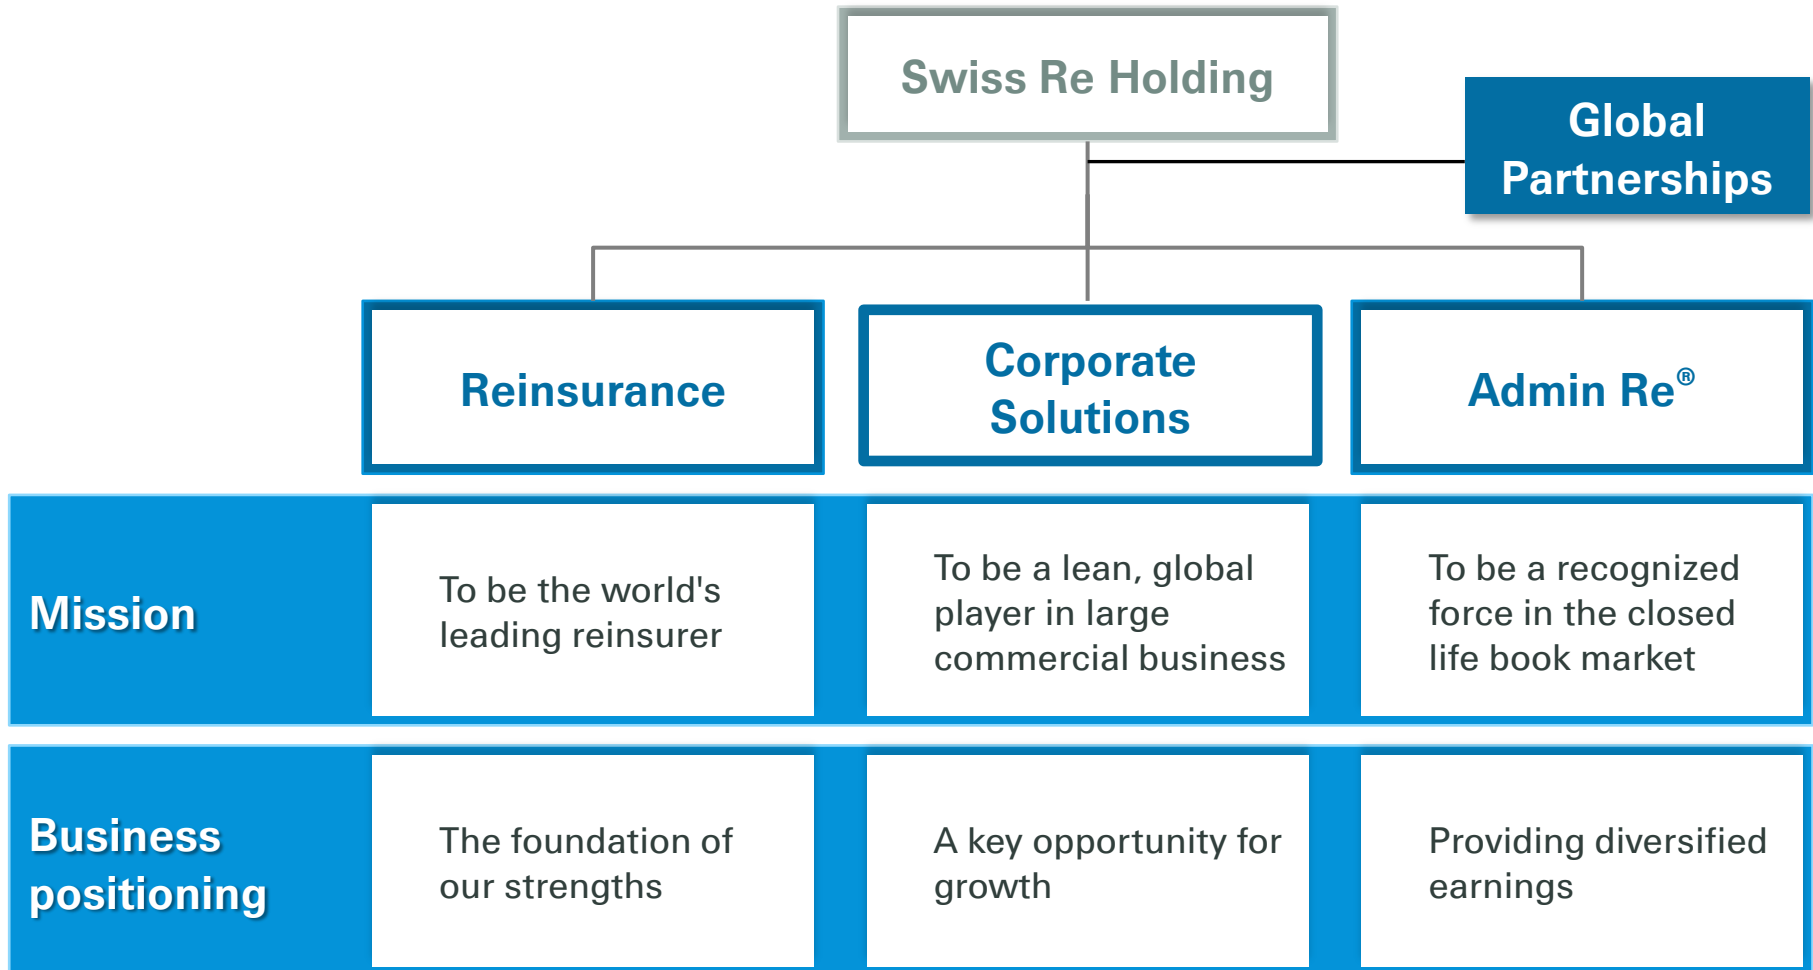 Swiss Re Holding
Global
Partnerships
Reinsurance
Corporate
Solutions
Admin Re®
Mission
To be the world's
leading reinsurer
To be a lean, global
player in large
commercial business
To be a recognized
force in the closed
life book market
Business
positioning
The foundation of
our strengths
A key opportunity for
growth
Providing diversified
earnings